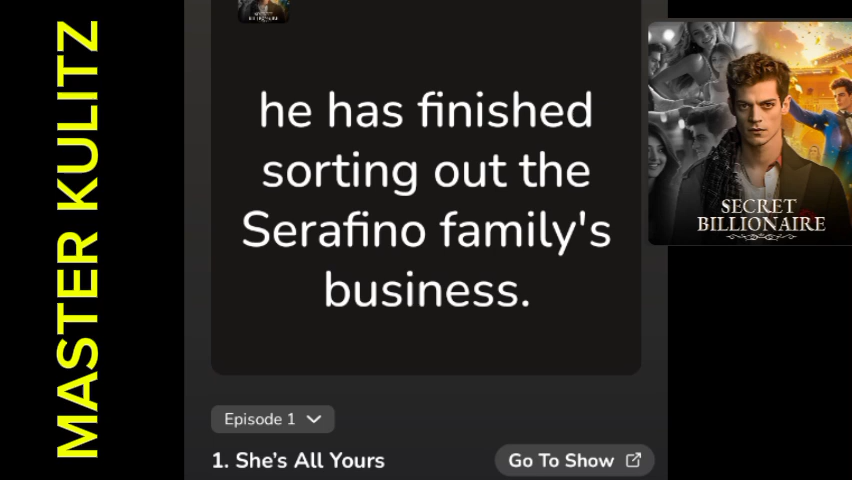 MASTER KULITZ
he has finished
sorting out the
Serafino family's
business.
Episode 1
1. She's All Yours
Go To Show
SECRET
BILLIONAIRE